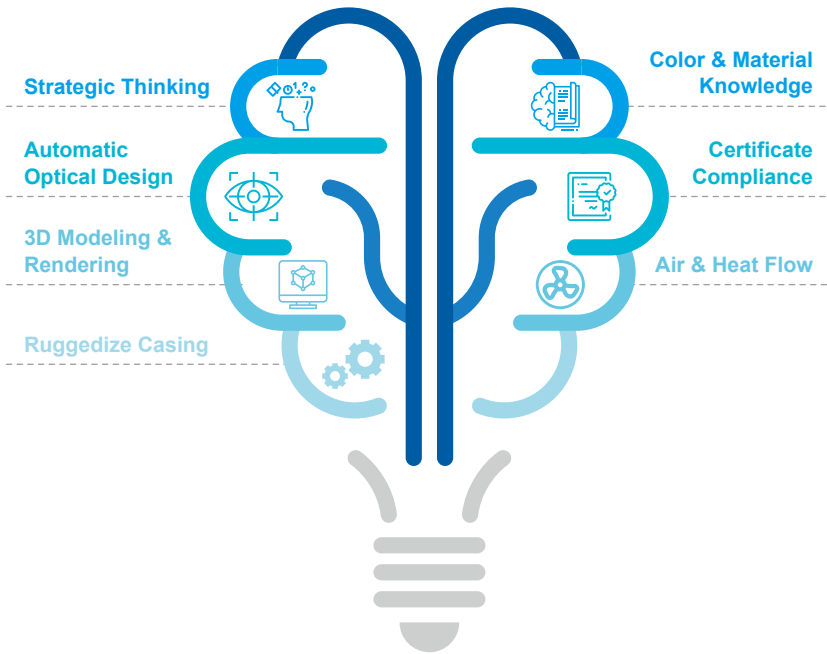 Strategic Thinking
Automatic
Optical Design
3D Modeling &
Rendering
Ruggedize Casing
Color & Material
Knowledge
Certificate
Compliance
Air & Heat Flow